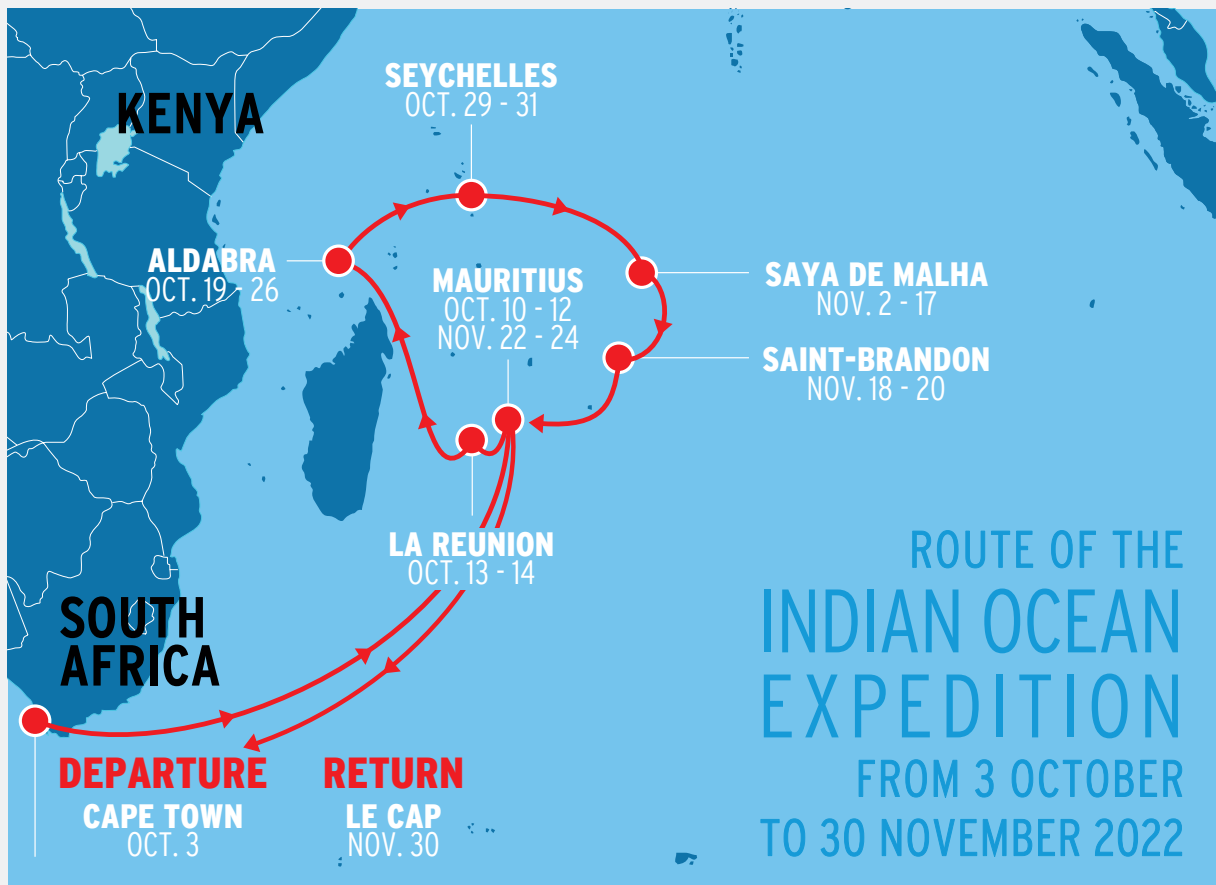 KENYA
SEYCHELLES
OCT. 29 - 31
ALDABRA
OCT. 19 - 26
MAURITIUS
OCT. 10 - 12
NOV. 22 - 24
SAYA DE MALHA
NOV. 2 - 17
SAINT-BRANDON
NOV. 18 - 20
LA REUNION
OCT. 13 - 14
SOUTH
AFRICA
DEPARTURE
CAPE TOWN
OCT. 3
RETURN
LE CAP
NOV. 30
ROUTE OF THE
INDIAN OCEAN
EXPEDITION
FROM 3 OCTOBER
TO 30 NOVEMBER 2022